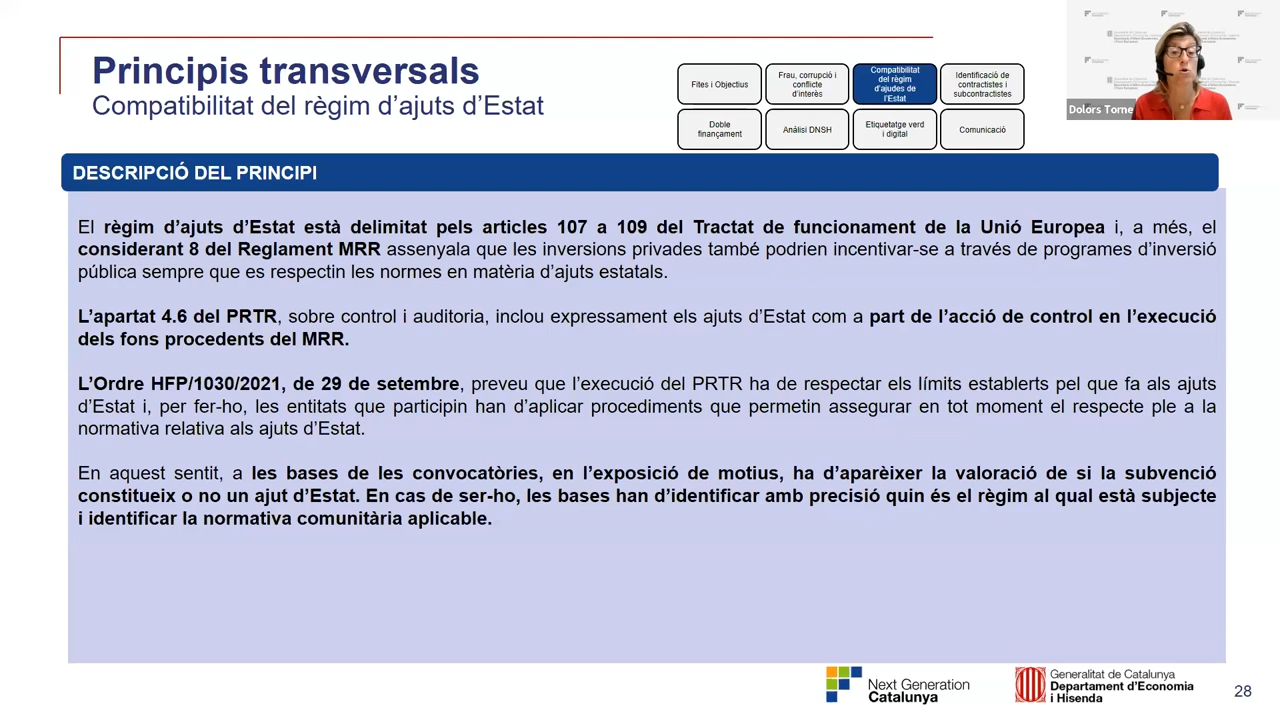 Principis transversals
Compatibilitat del règim d’ajuts d’Estat
Fites i Objectius
Frau, corrupció i
conflicte
d’interès
Compatibilitat
del règim
d’ajudes de
l’Estat
Identificació de
contractistes i
subcontractistes
Doble
finançament
Anàlisi DNSH
Etiquetatge verd
i digital
Comunicació
Dolors Torne
DESCRIPCIÓ DEL PRINCIPI
El règim d’ajuts d’Estat està delimitat pels articles 107 a 109 del Tractat de funcionament de la Unió Europea i, a més, el
considerant 8 del Reglament MRR assenyala que les inversions privades també podrien incentivar-se a través de programes d’inversió
pública sempre que es respectin les normes en matèria d’ajuts estatals.
L’apartat 4.6 del PRTR, sobre control i auditoria, inclou expressament els ajuts d’Estat com a part de l’acció de control en l’execució
dels fons procedents del MRR.
L’Ordre HFP/1030/2021, de 29 de setembre, preveu que l’execució del PRTR ha de respectar els límits establerts pel que fa als ajuts
d’Estat i, per fer-ho, les entitats que participin han d’aplicar procediments que permetin assegurar en tot moment el respecte ple a la
normativa relativa als ajuts d’Estat.
En aquest sentit, a les bases de les convocatòries, en l’exposició de motius, ha d’aparèixer la valoració de si la subvenció
constitueix o no un ajut d’Estat. En cas de ser-ho, les bases han d’identificar amb precisió quin és el règim al qual està subjecte
i identificar la normativa comunitària aplicable.
Next Generation
Catalunya
Generalitat de Catalunya
Departament d’Economia
i Hisenda
28